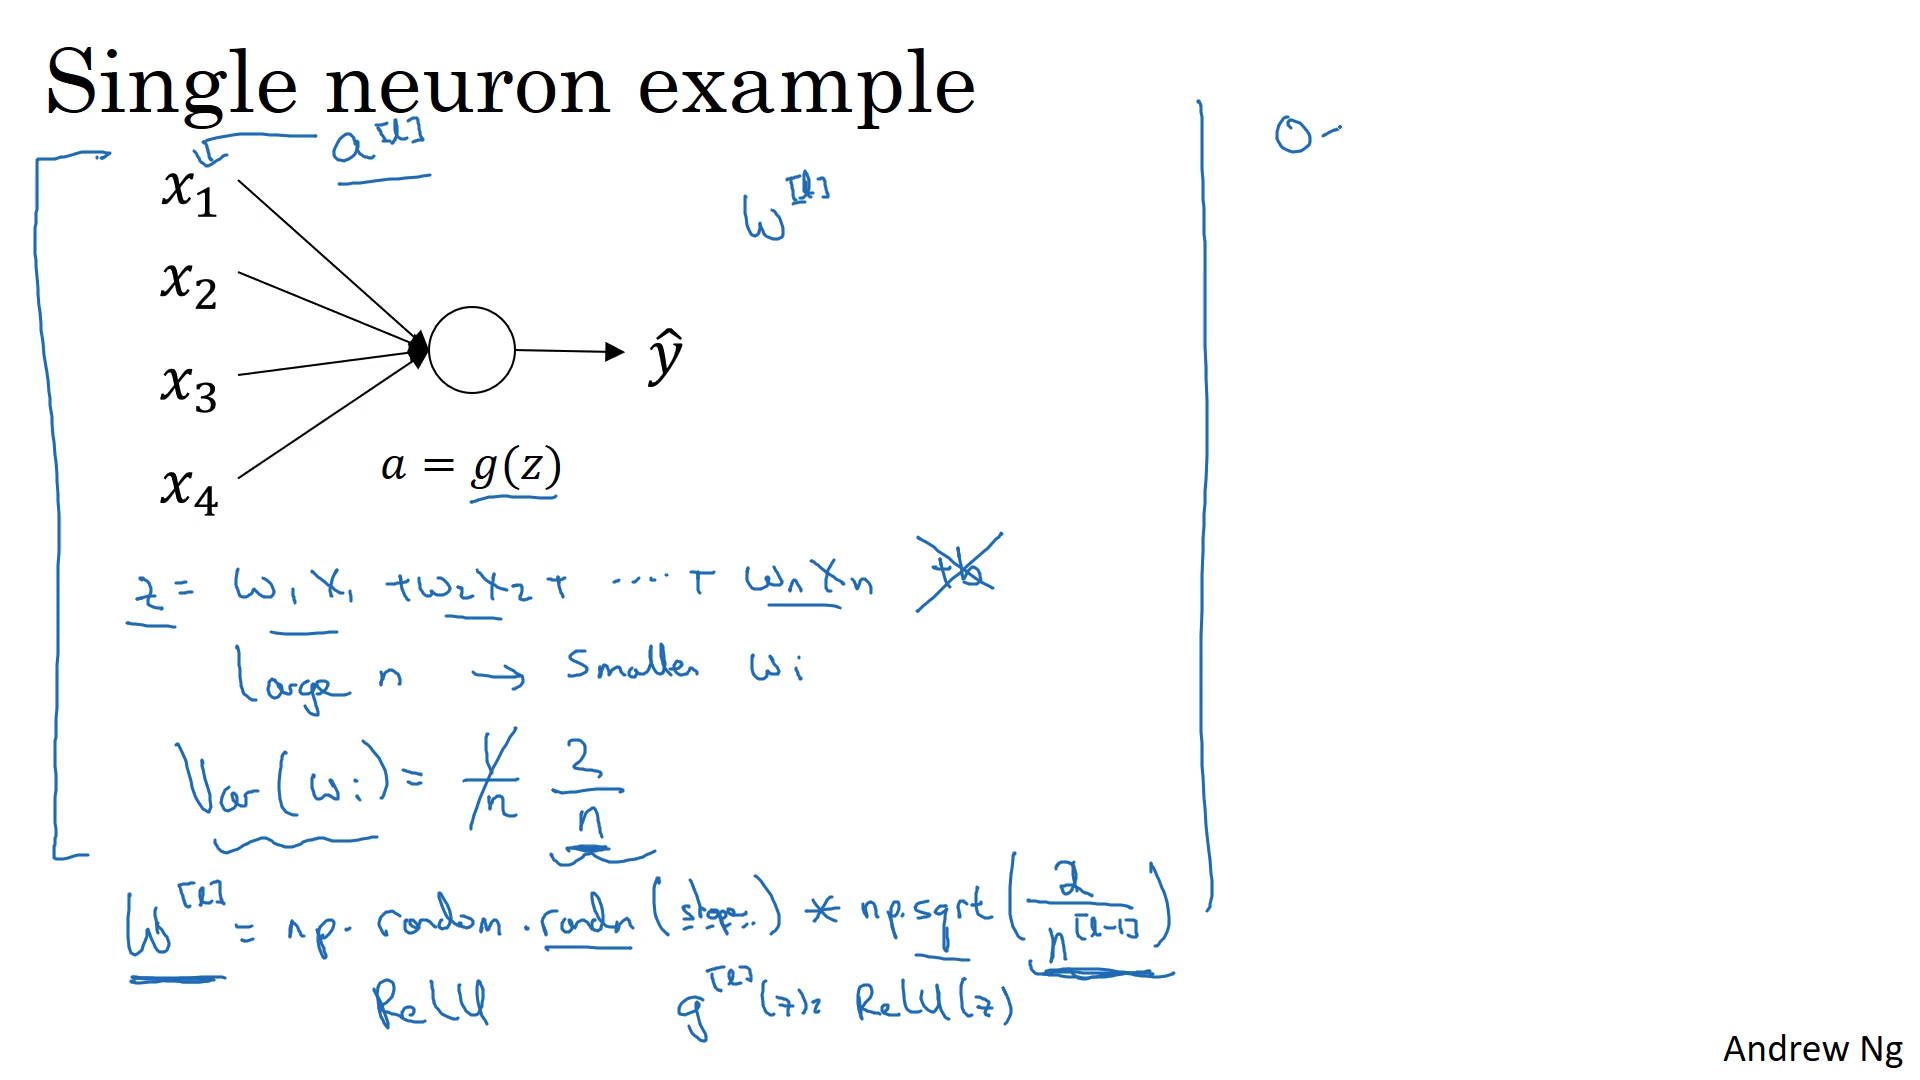 Single neuron example
a^[l]
x₁
W^[l]
x₂
ŷ
x₃
a = g(z)
x₄
z = w₁x₁ + w₂x₂ + ..... + wₙxₙ +b
Large n → Smaller wᵢ
Var(wᵢ) = 1/n 2/n
W^[l] = np.random.randn(shape) * np.sqrt(2/n^[l-1])
ReLU g^[l](z) = ReLU(z)
Andrew Ng